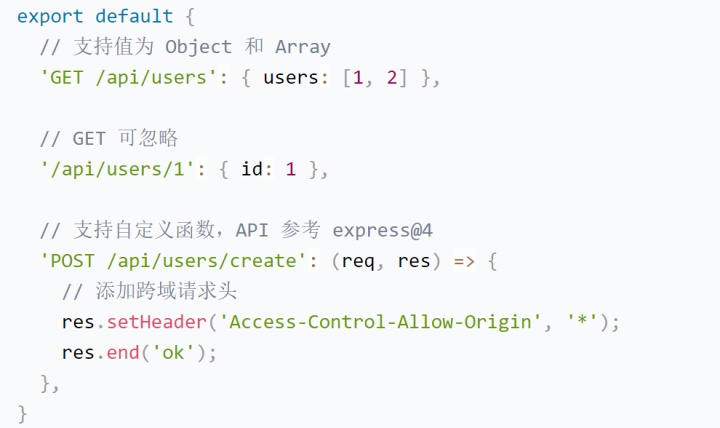 export default {
  // 支持值为 Object 和 Array
  'GET /api/users': { users: [1, 2] },

  // GET 可忽略
  '/api/users/1': { id: 1 },

  // 支持自定义函数，API 参考 express@4
  'POST /api/users/create': (req, res) => {
    // 添加跨域请求头
    res.setHeader('Access-Control-Allow-Origin', '*');
    res.end('ok');
  },
}